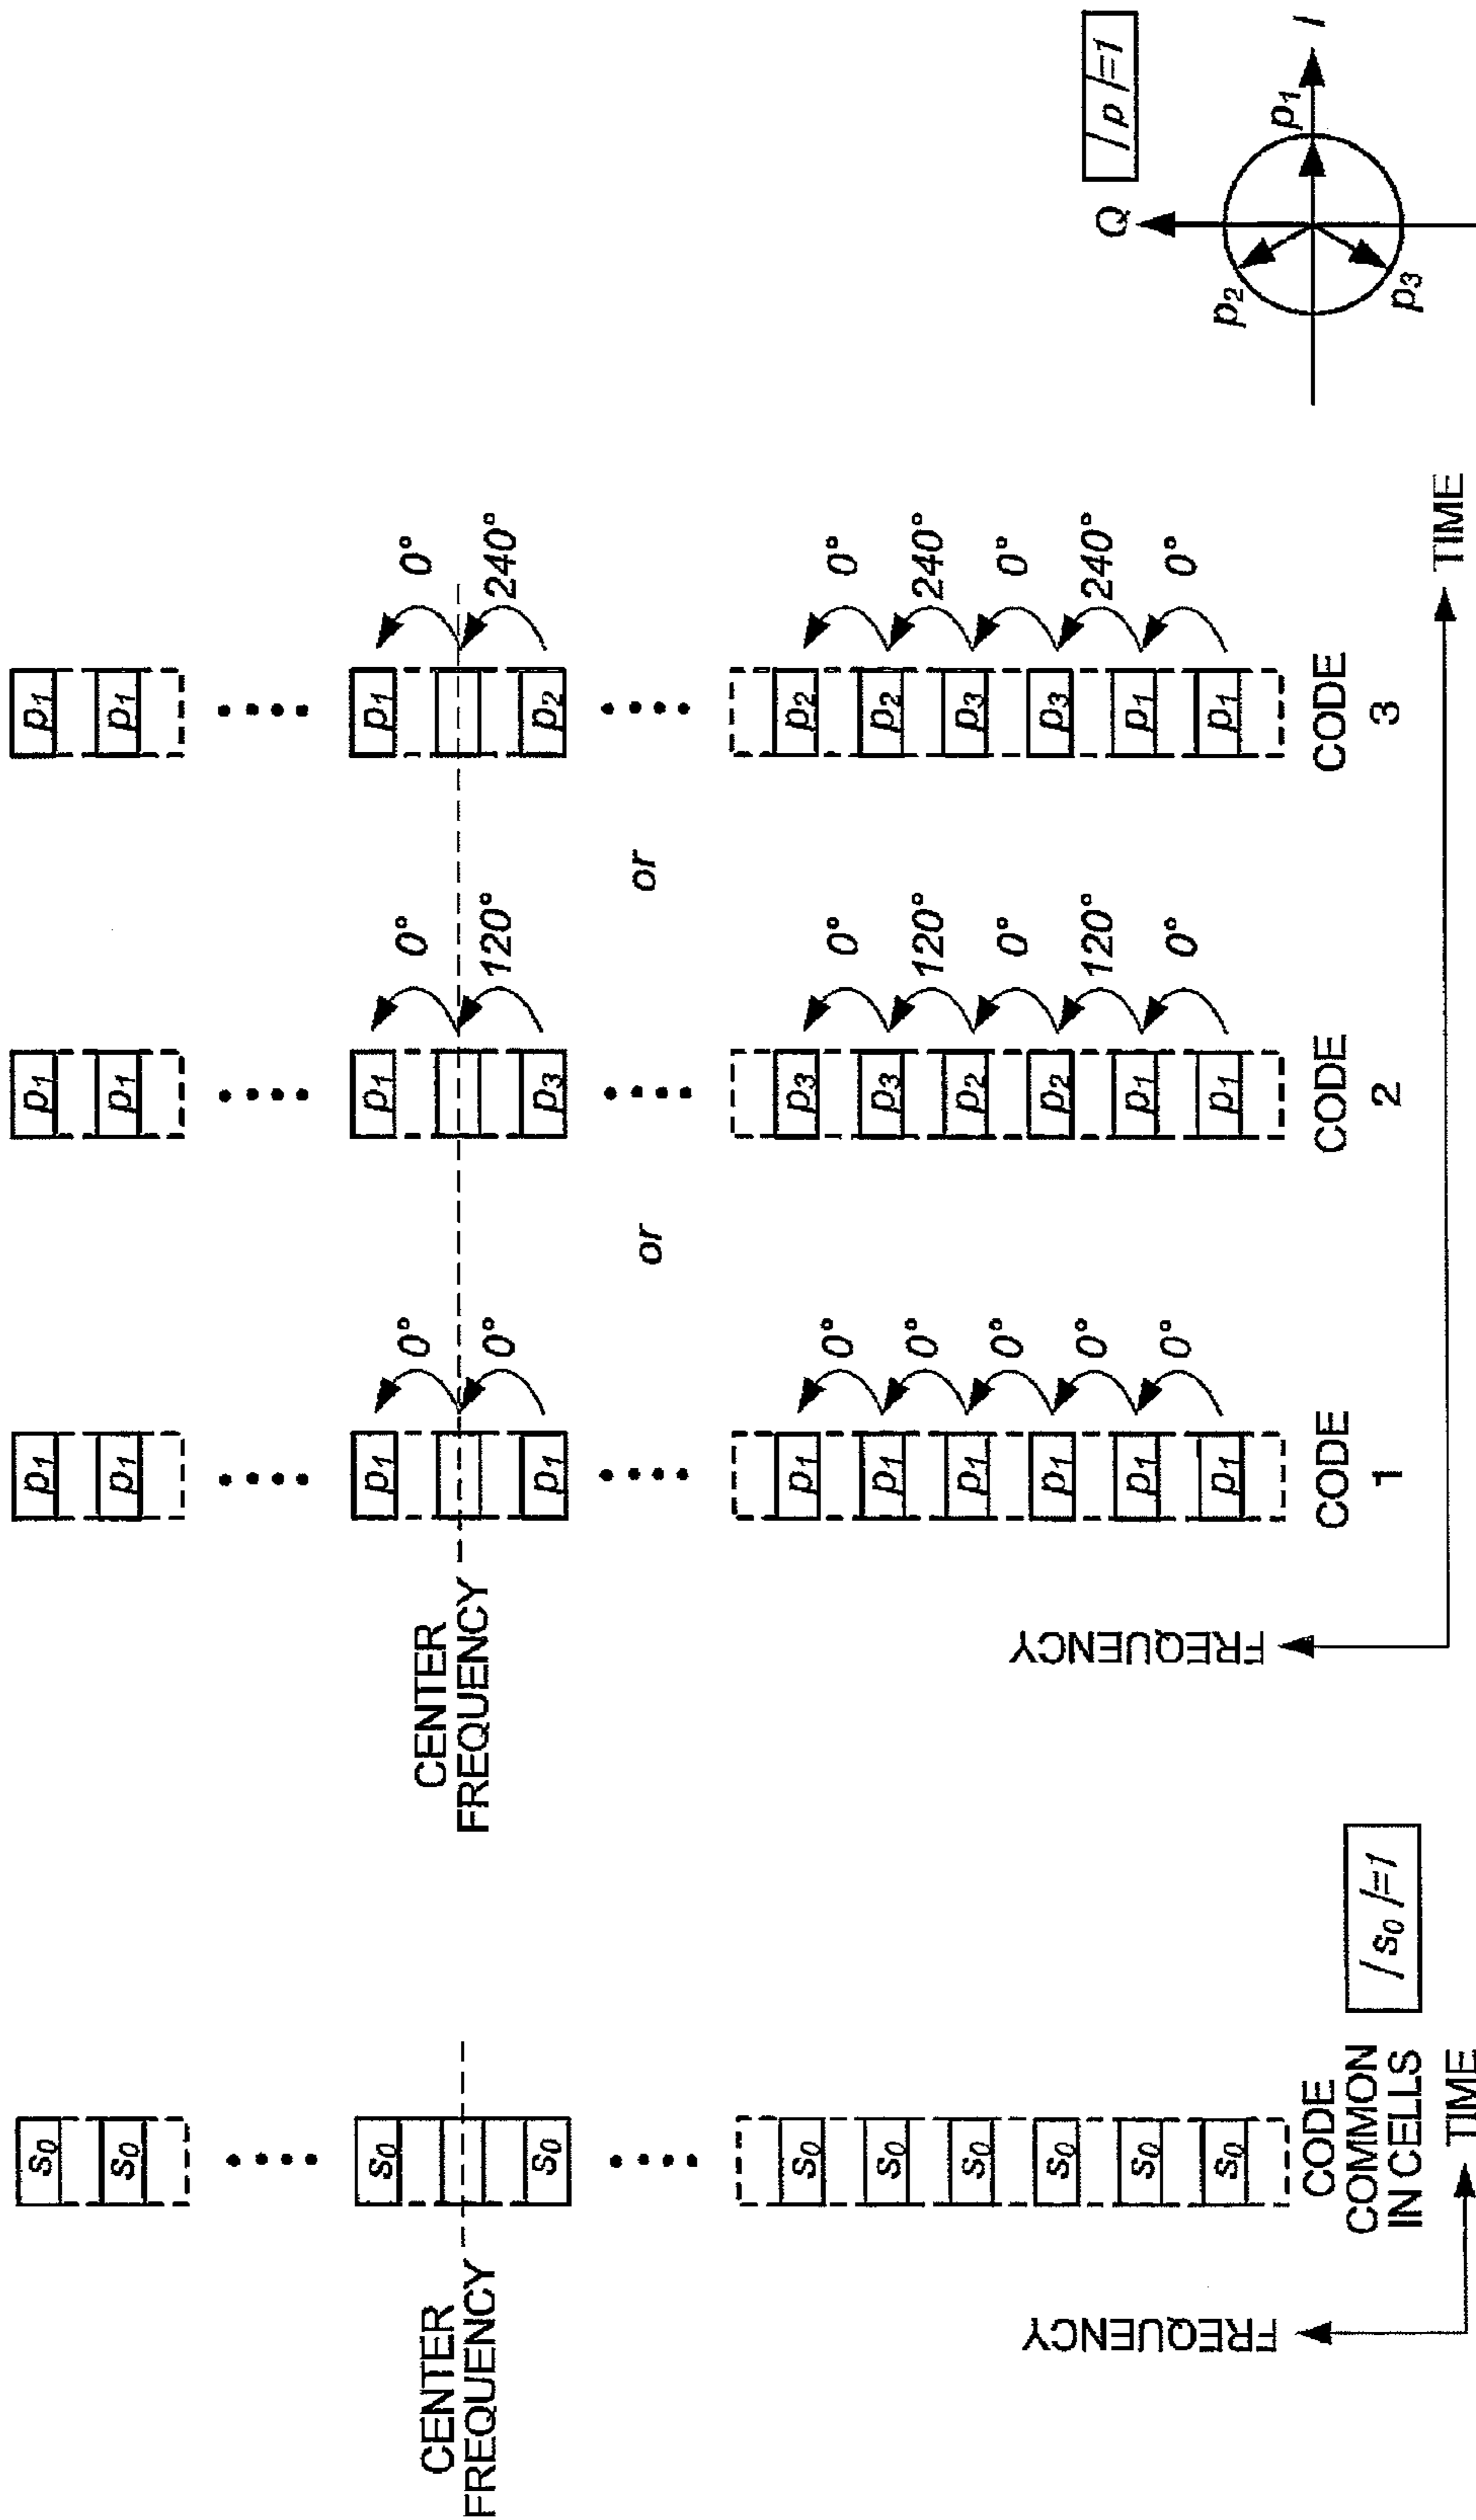 s0
s0
s0
s0
s0
s0
s0
s0
s0
s0
CENTER
FREQUENCY
FREQUENCY
CODE
COMMON
IN CELLS
TIME
/ s0 /=1
CENTER
FREQUENCY
FREQUENCY
p1
p1
p1
p1
p1
p1
p1
p1
p1
p1
0°
0°
0°
0°
0°
0°
0°
CODE
1
or
p1
p1
p1
p3
p3
p3
p2
p2
p1
p1
0°
120°
0°
120°
0°
120°
0°
CODE
2
or
p1
p1
p1
p2
p2
p2
p3
p3
p1
p1
0°
240°
0°
240°
0°
240°
0°
CODE
3
TIME
/ p /=1
Q
I
p1
p2
p3